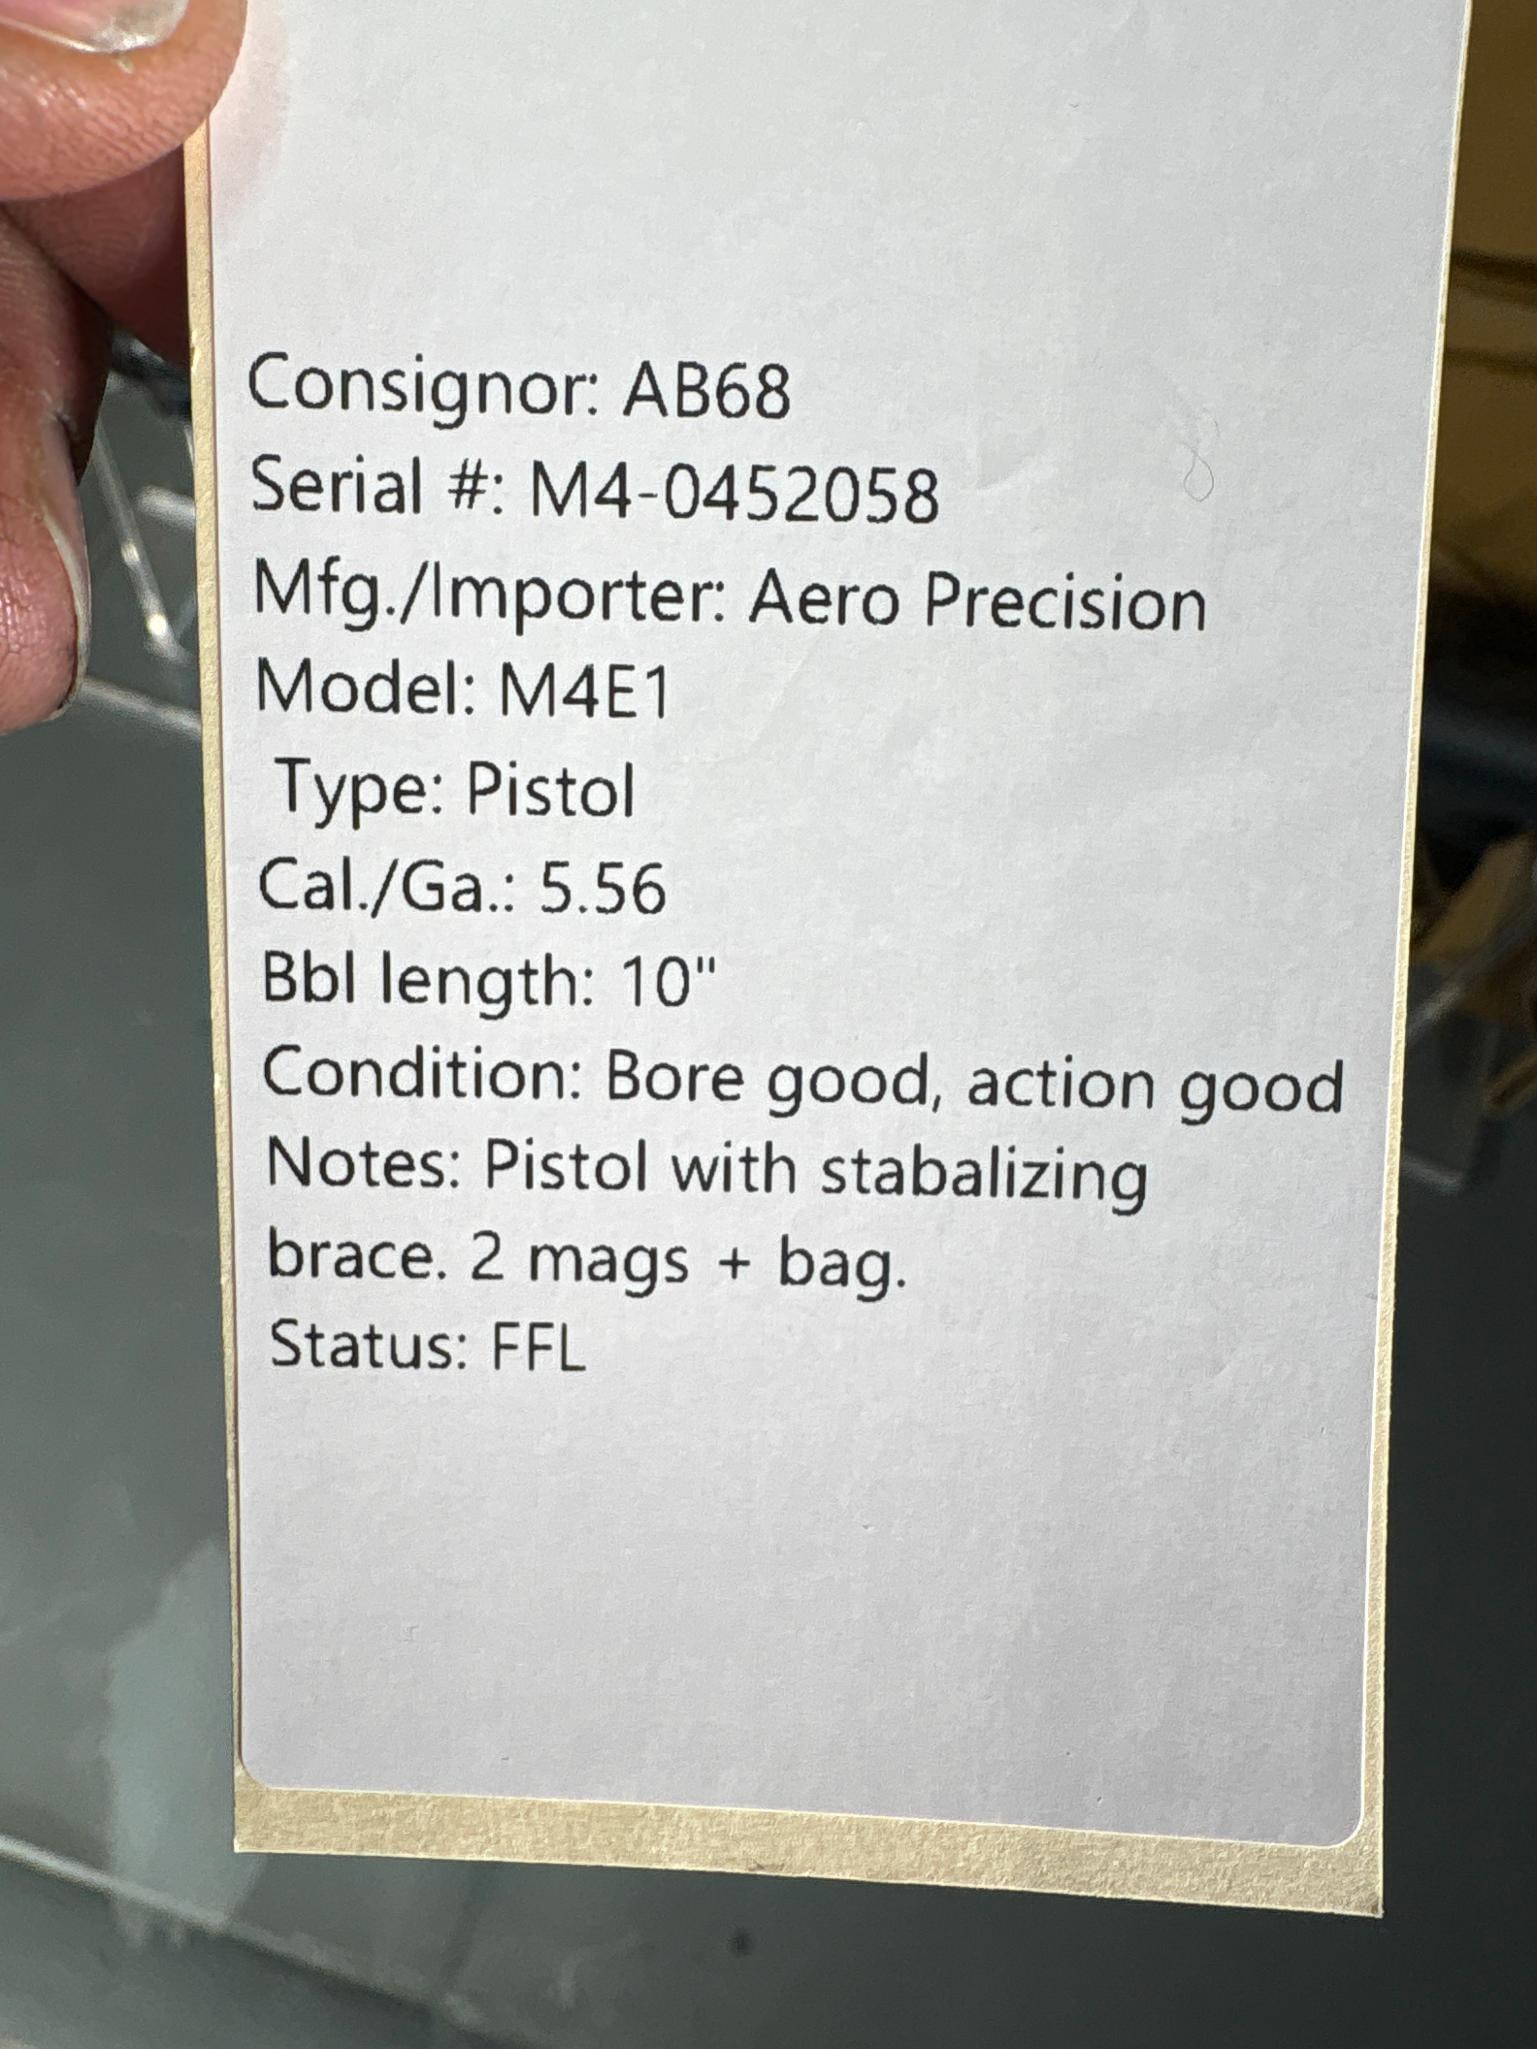 Consignor: AB68
Serial #: M4-0452058
Mfg./Importer: Aero Precision
Model: M4E1
Type: Pistol
Cal./Ga.: 5.56
Bbl length: 10"
Condition: Bore good, action good
Notes: Pistol with stabalizing
brace. 2 mags + bag.
Status: FFL